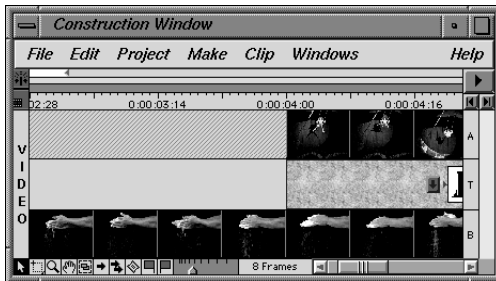 Construction Window
File Edit Project Make Clip Windows Help
02:28 0:00:03:14 0:00:04:00 0:00:04:16
A
VIDEO
T
B
8 Frames